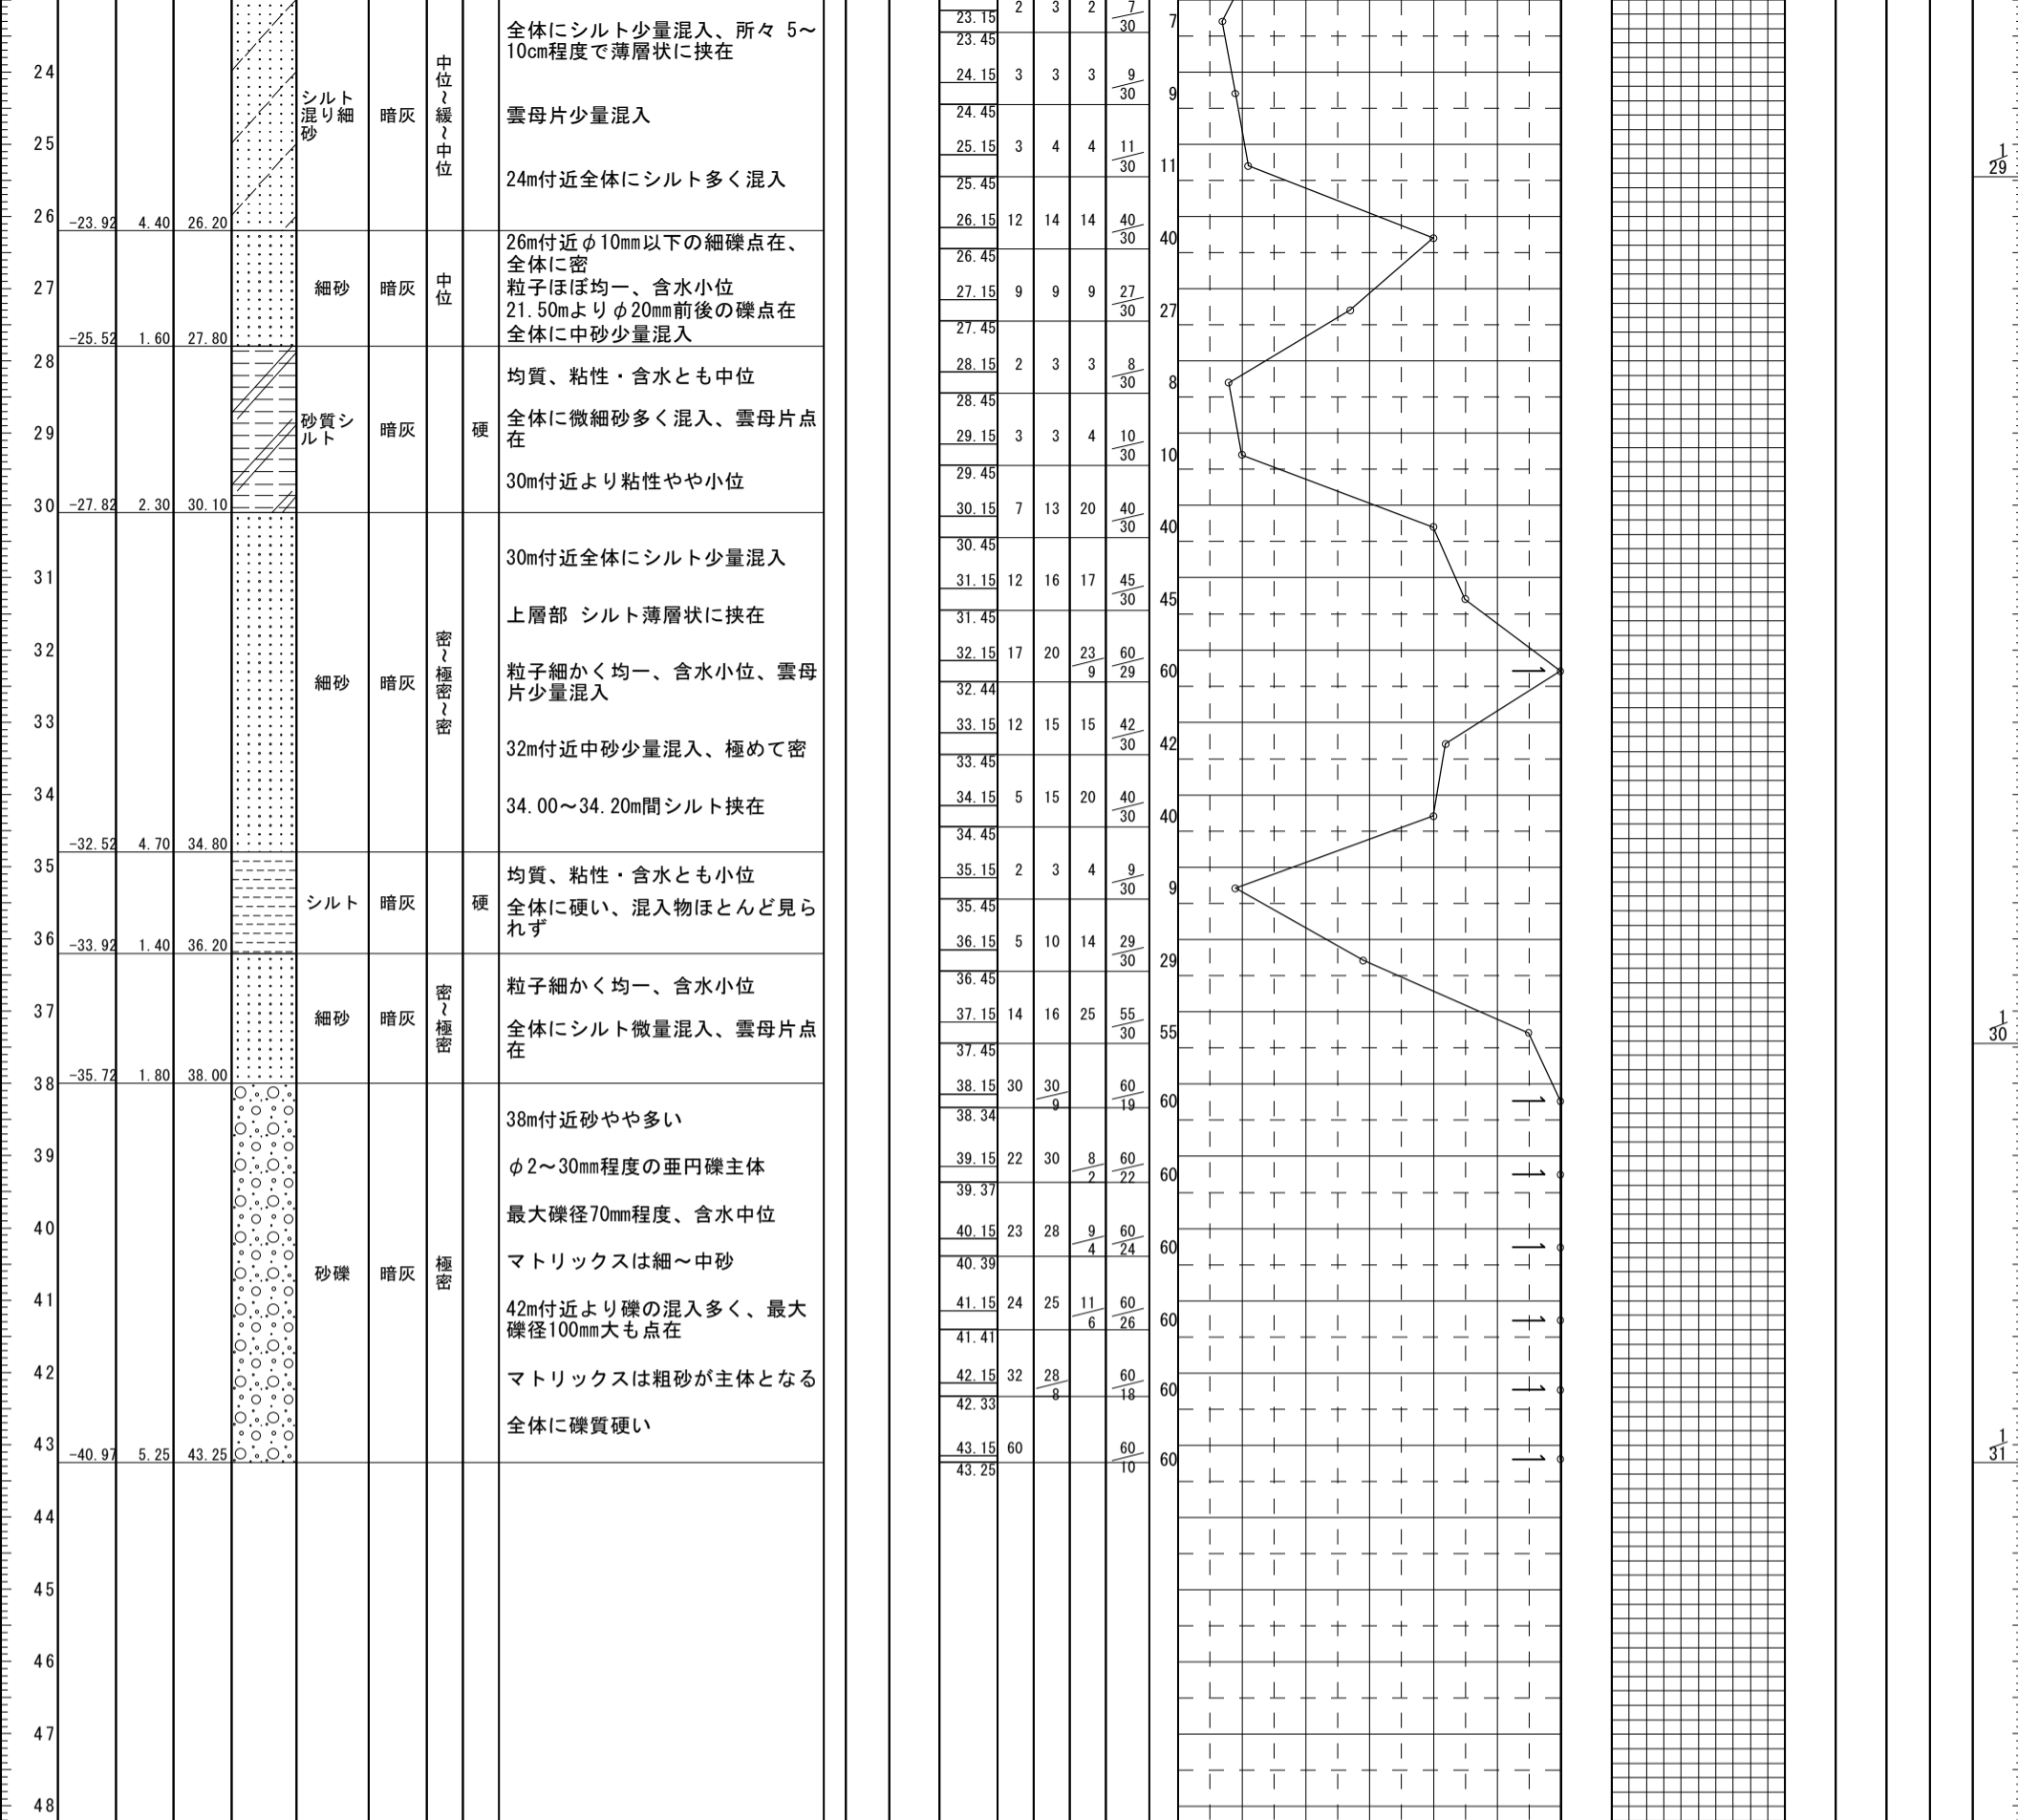 全体にシルト少量混入、所々 5～
10cm程度で薄層状に挟在
雲母片少量混入
24m付近全体にシルト多く混入
シルト
混り細
砂
暗灰
中位～緩～中位
24
25
26
-23.92 4.40 26.20
26m付近φ10mm以下の細礫点在、
全体に密
粒子ほぼ均一、含水小位
21.50mよりφ20mm前後の礫点在
全体に中砂少量混入
細砂
暗灰
中位
27
-25.52 1.60 27.80
28
均質、粘性・含水とも中位
全体に微細砂多く混入、雲母片点
在
30m付近より粘性やや小位
砂質シ
ルト
暗灰
硬
29
30
-27.82 2.30 30.10
30m付近全体にシルト少量混入
上層部 シルト薄層状に挟在
粒子細かく均一、含水小位、雲母
片少量混入
32m付近中砂少量混入、極めて密
34.00～34.20m間シルト挟在
細砂
暗灰
密～極密～密
31
32
33
34
-32.52 4.70 34.80
35
均質、粘性・含水とも小位
全体に硬い、混入物ほとんど見ら
れず
シルト
暗灰
硬
36
-33.92 1.40 36.20
粒子細かく均一、含水小位
全体にシルト微量混入、雲母片点
在
細砂
暗灰
密～極密
37
-35.72 1.80 38.00
38
38m付近砂やや多い
φ2～30mm程度の亜円礫主体
最大礫径70mm程度、含水中位
マトリックスは細～中砂
42m付近より礫の混入多く、最大
礫径100mm大も点在
マトリックスは粗砂が主体となる
全体に礫質硬い
砂礫
暗灰
極密
39
40
41
42
43
-40.97 5.25 43.25
44
45
46
47
48
23.15 2 3 2 7/30 7
23.45
24.15 3 3 3 9/30 9
24.45
25.15 3 4 4 11/30 11
25.45
26.15 12 14 14 40/30 40
26.45
27.15 9 9 9 27/30 27
27.45
28.15 2 3 3 8/30 8
28.45
29.15 3 3 4 10/30 10
29.45
30.15 7 13 20 40/30 40
30.45
31.15 12 16 17 45/30 45
31.45
32.15 17 20 23/9 60/29 60
32.44
33.15 12 15 15 42/30 42
33.45
34.15 5 15 20 40/30 40
34.45
35.15 2 3 4 9/30 9
35.45
36.15 5 10 14 29/30 29
36.45
37.15 14 16 25 55/30 55
37.45
38.15 30 30/9 60/19 60
38.34
39.15 22 30 8/2 60/22 60
39.37
40.15 23 28 9/4 60/24 60
40.39
41.15 24 25 11/6 60/26 60
41.41
42.15 32 28/8 60/18 60
42.33
43.15 60 60/10 60
43.25
1/29
1/30
1/31